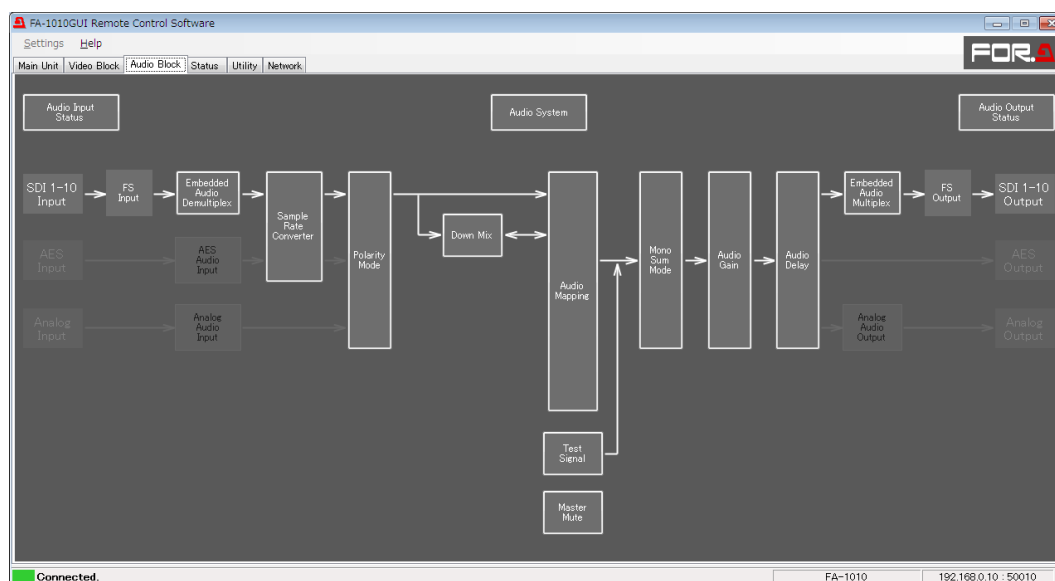 FA-1010GUI Remote Control Software
Settings Help
FOR.A
Main Unit Video Block Audio Block Status Utility Network
Audio Input
Status
Audio System
Audio Output
Status
SDI 1-10
Input
FS
Input
Embedded
Audio
Demultiplex
Sample
Rate
Converter
Polarity
Mode
Down Mix
Audio
Mapping
Mono
Sum
Mode
Audio
Gain
Audio
Delay
Embedded
Audio
Multiplex
FS
Output
SDI 1-10
Output
AES
Input
AES
Audio
Input
AES
Output
Analog
Input
Analog
Audio
Input
Analog
Audio
Output
Analog
Output
Test
Signal
Master
Mute
Connected.
FA-1010
192.168.0.10 : 50010